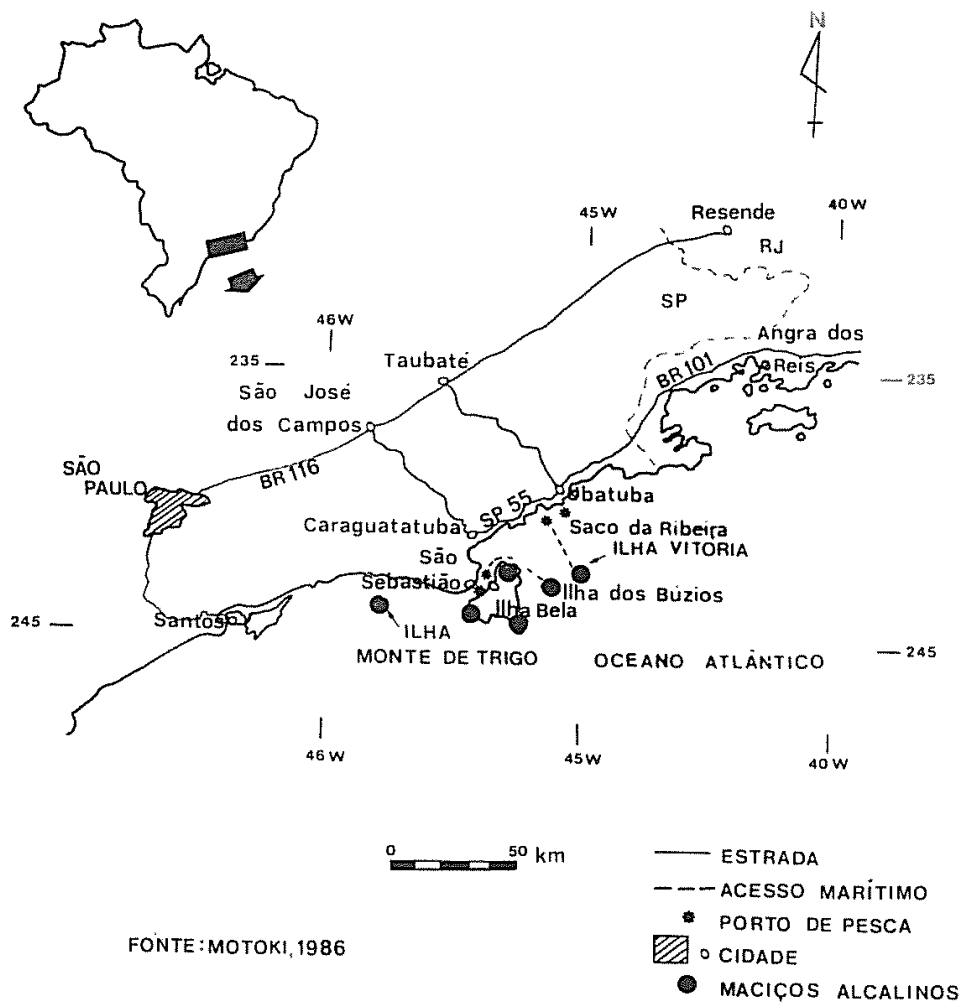 N
45W
Resende
40W
RJ
SP
46W
Angra dos
Reis
235
Taubaté
BR 101
235
São José
dos Campos
SÃO
PAULO
BR 116
Ubatuba
SP 55
Caraguatatuba
Saco da Ribeira
São
Sebastião
ILHA VITÓRIA
Ilha dos Búzios
Ilha Bela
245
Santos
ILHA
MONTE DE TRIGO
OCEANO ATLÂNTICO
245
46W
45W
40W
0 50 km
ESTRADA
ACESSO MARÍTIMO
PORTO DE PESCA
CIDADE
MACIÇOS ALCALINOS
FONTE: MOTOKI, 1986